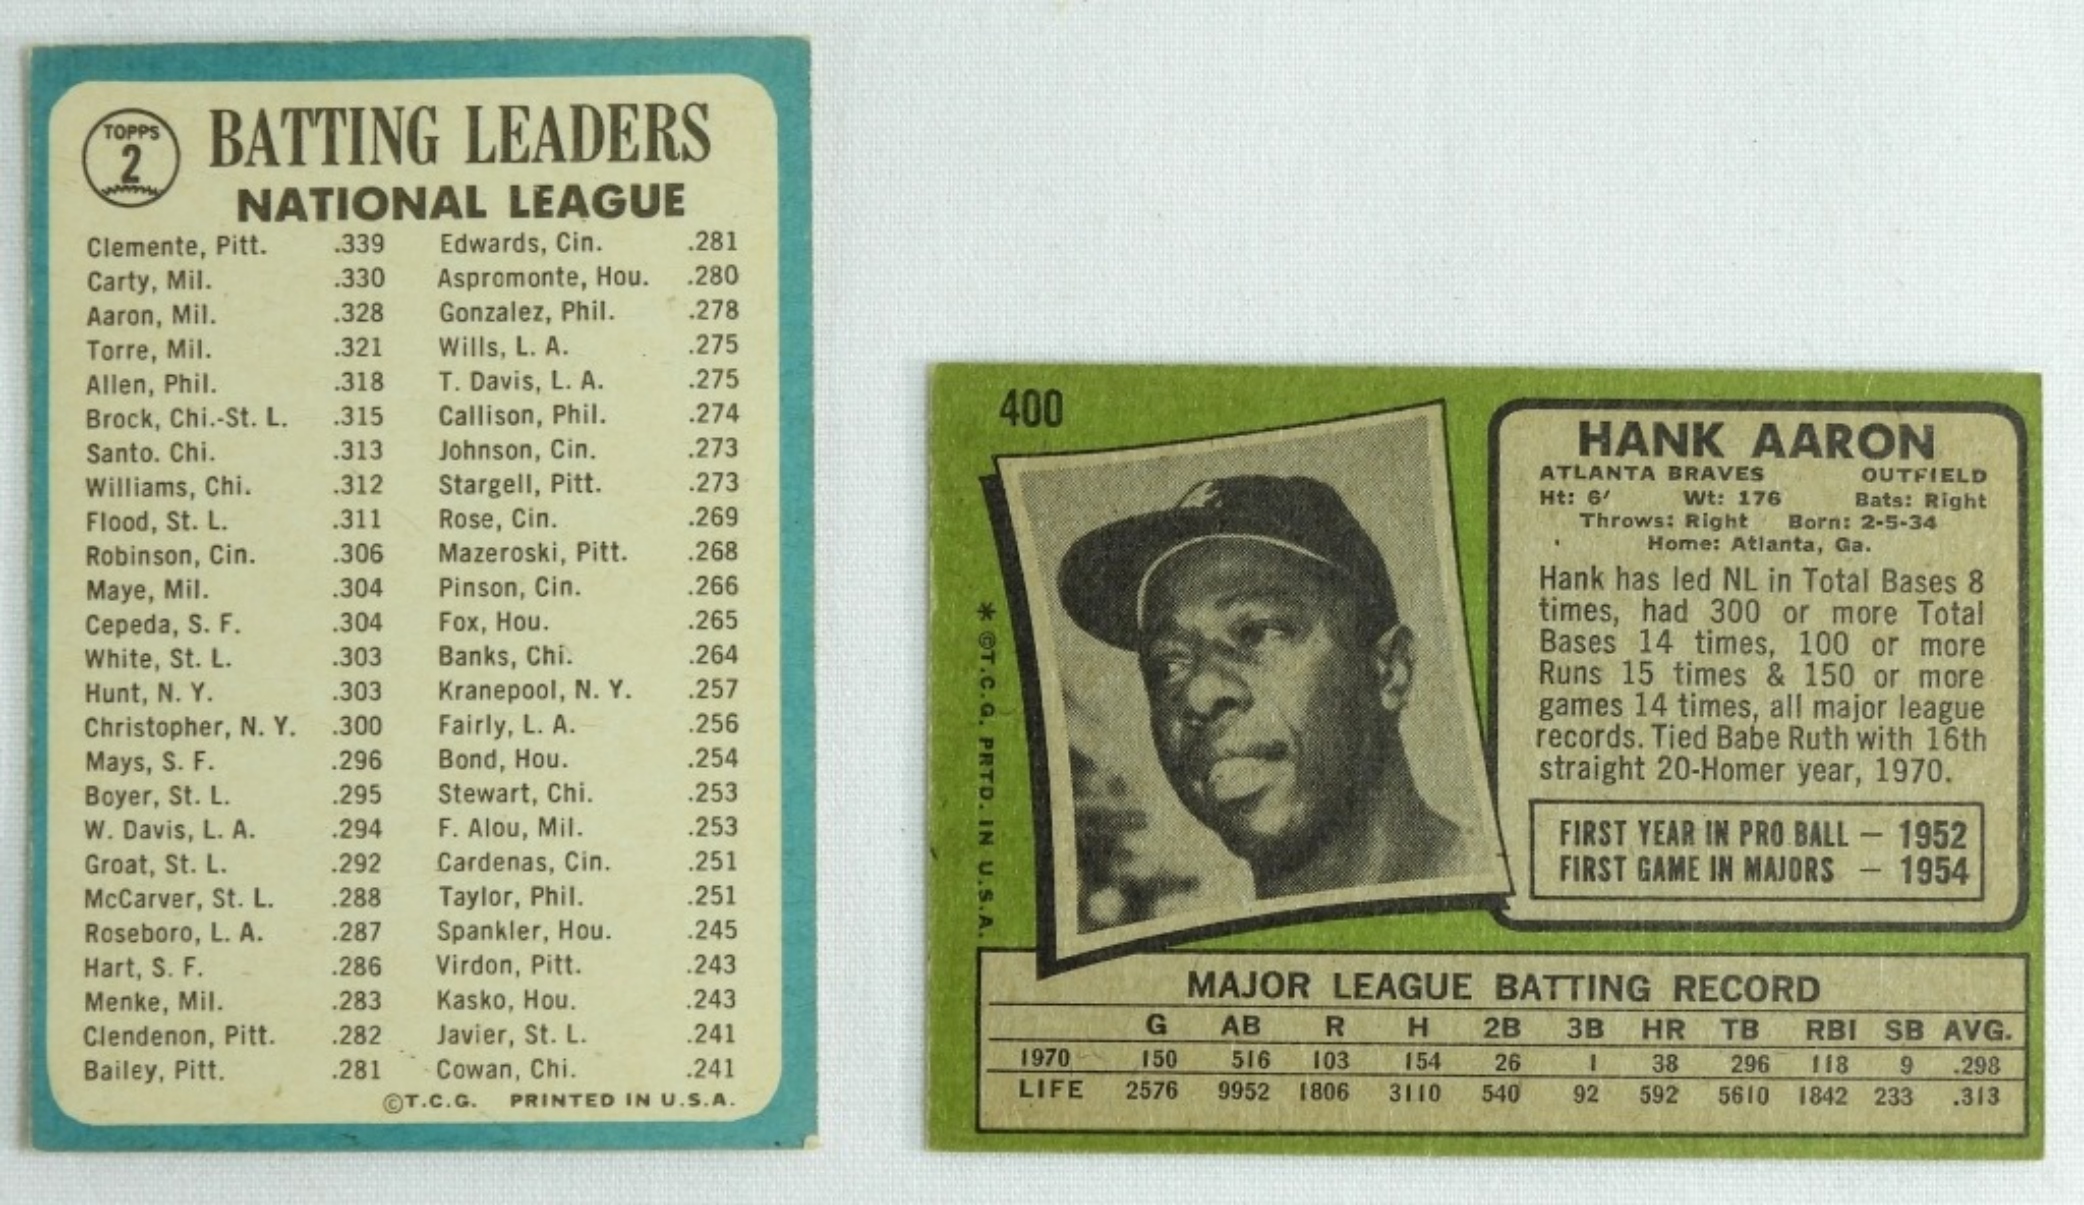 TOPPS
2
BATTING LEADERS
NATIONAL LEAGUE
Clemente, Pitt. .339 Edwards, Cin. .281
Carty, Mil. .330 Aspromonte, Hou. .280
Aaron, Mil. .328 Gonzalez, Phil. .278
Torre, Mil. .321 Wills, L. A. .275
Allen, Phil. .318 T. Davis, L. A. .275
Brock, Chi.-St. L. .315 Callison, Phil. .274
Santo. Chi. .313 Johnson, Cin. .273
Williams, Chi. .312 Stargell, Pitt. .273
Flood, St. L. .311 Rose, Cin. .269
Robinson, Cin. .306 Mazeroski, Pitt. .268
Maye, Mil. .304 Pinson, Cin. .266
Cepeda, S. F. .304 Fox, Hou. .265
White, St. L. .303 Banks, Chi. .264
Hunt, N. Y. .303 Kranepool, N. Y. .257
Christopher, N. Y. .300 Fairly, L. A. .256
Mays, S. F. .296 Bond, Hou. .254
Boyer, St. L. .295 Stewart, Chi. .253
W. Davis, L. A. .294 F. Alou, Mil. .253
Groat, St. L. .292 Cardenas, Cin. .251
McCarver, St. L. .288 Taylor, Phil. .251
Roseboro, L. A. .287 Spankler, Hou. .245
Hart, S. F. .286 Virdon, Pitt. .243
Menke, Mil. .283 Kasko, Hou. .243
Clendenon, Pitt. .282 Javier, St. L. .241
Bailey, Pitt. .281 Cowan, Chi. .241
©T.C.G. PRINTED IN U.S.A.
400
* ©T.C.G. PRTD. IN U.S.A.
HANK AARON
ATLANTA BRAVES OUTFIELD
Ht: 6' Wt: 176 Bats: Right
Throws: Right Born: 2-5-34
Home: Atlanta, Ga.
Hank has led NL in Total Bases 8
times, had 300 or more Total
Bases 14 times, 100 or more
Runs 15 times & 150 or more
games 14 times, all major league
records. Tied Babe Ruth with 16th
straight 20-Homer year, 1970.
FIRST YEAR IN PRO BALL — 1952
FIRST GAME IN MAJORS — 1954
MAJOR LEAGUE BATTING RECORD
G AB R H 2B 3B HR TB RBI SB AVG.
1970 150 516 103 154 26 1 38 296 118 9 .298
LIFE 2576 9952 1806 3110 540 92 592 5610 1842 233 .313